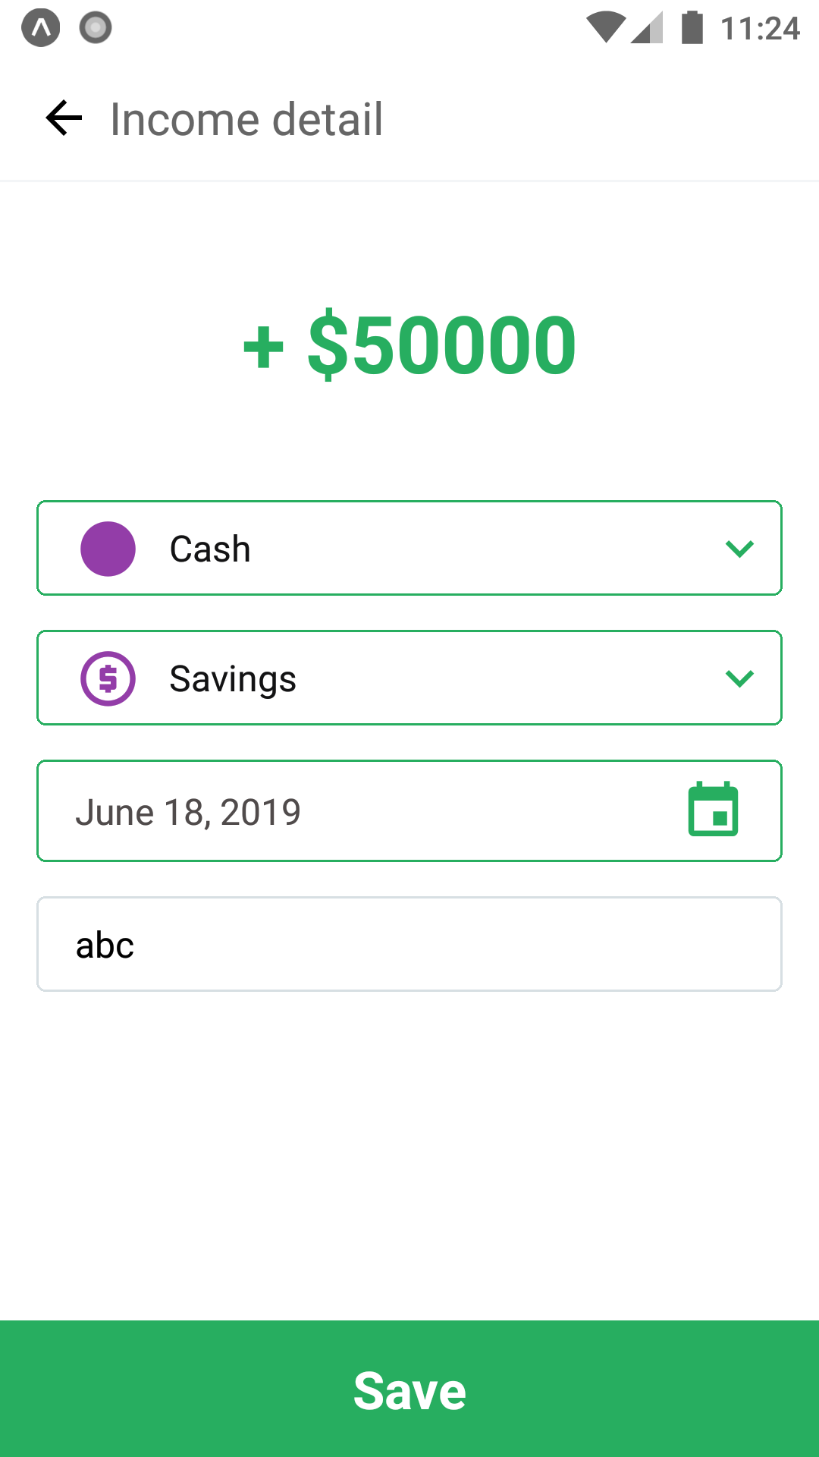 11:24
Income detail
+ $50000
Cash
Savings
June 18, 2019
abc
Save